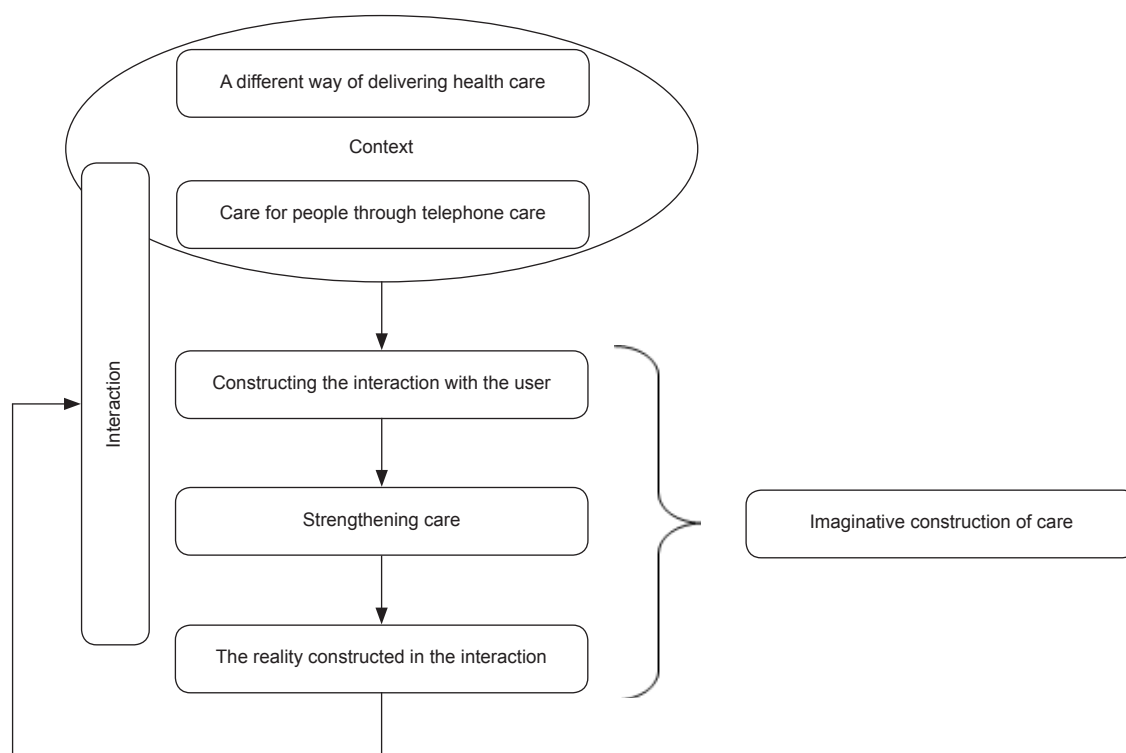 A different way of delivering health care
Context
Care for people through telephone care
Interaction
Constructing the interaction with the user
Strengthening care
Imaginative construction of care
The reality constructed in the interaction